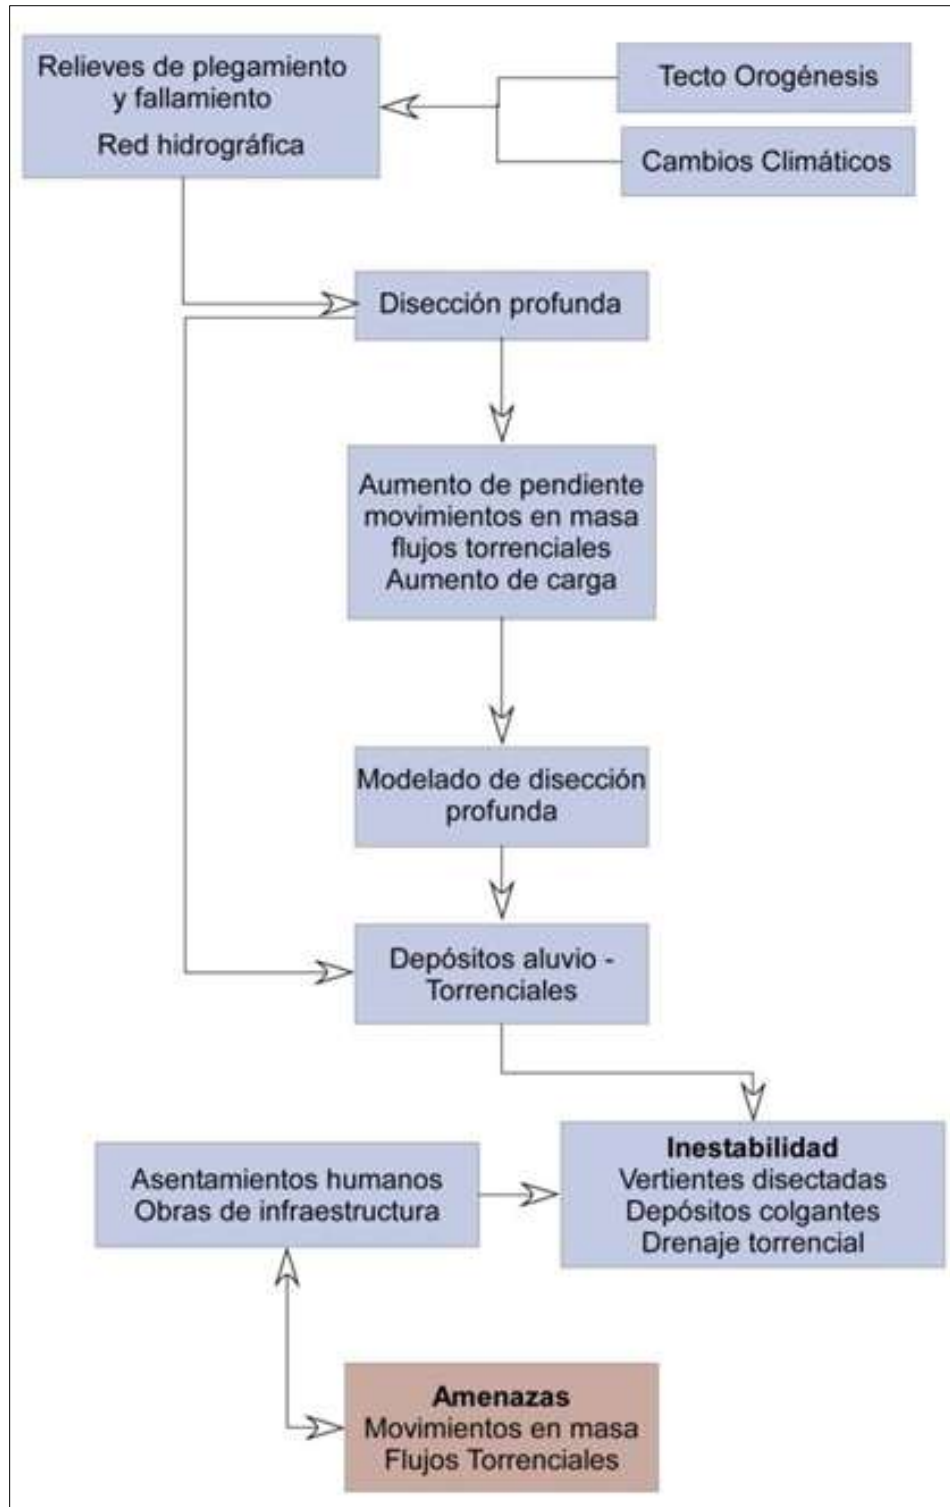 Relieves de plegamiento
y fallamiento
Red hidrográfica
Tecto Orogénesis
Cambios Climáticos
Disección profunda
Aumento de pendiente
movimientos en masa
flujos torrenciales
Aumento de carga
Modelado de disección
profunda
Depósitos aluvio -
Torrenciales
Asentamientos humanos
Obras de infraestructura
Inestabilidad
Vertientes disectadas
Depósitos colgantes
Drenaje torrencial
Amenazas
Movimientos en masa
Flujos Torrenciales